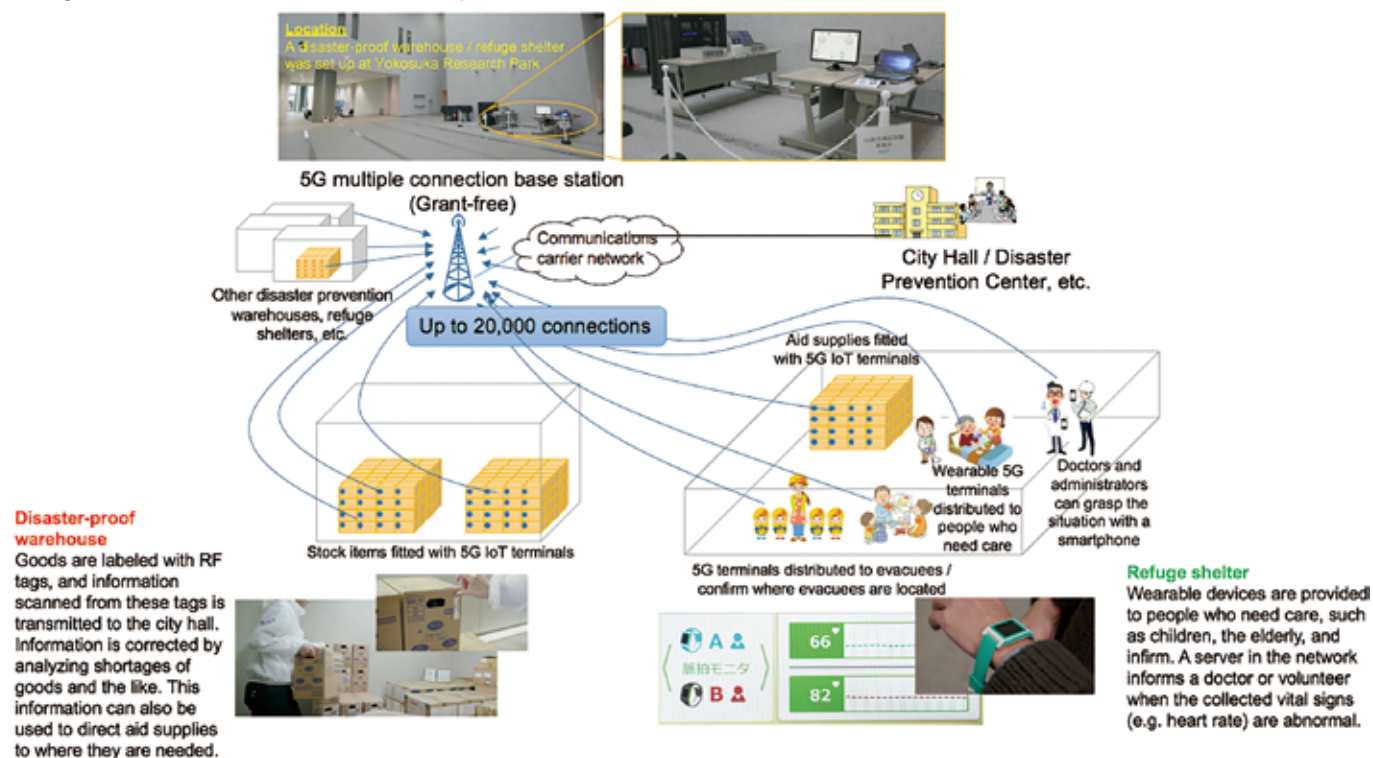 Location
A disaster-proof warehouse / refuge shelter
was set up at Yokosuka Research Park
5G multiple connection base station
(Grant-free)
Communications
carrier network
City Hall / Disaster
Prevention Center, etc.
Other disaster prevention
warehouses, refuge
shelters, etc.
Up to 20,000 connections
Aid supplies fitted
with 5G IoT terminals
Wearable 5G
terminals
distributed to
people who
need care
Doctors and
administrators
can grasp the
situation with a
smartphone
Stock items fitted with 5G IoT terminals
5G terminals distributed to evacuees /
confirm where evacuees are located
Disaster-proof
warehouse
Goods are labeled with RF
tags, and information
scanned from these tags is
transmitted to the city hall.
Information is corrected by
analyzing shortages of
goods and the like. This
information can also be
used to direct aid supplies
to where they are needed.
A
脈拍モニタ
B
66
82
Refuge shelter
Wearable devices are provided
to people who need care, such
as children, the elderly, and
infirm. A server in the network
informs a doctor or volunteer
when the collected vital signs
(e.g. heart rate) are abnormal.